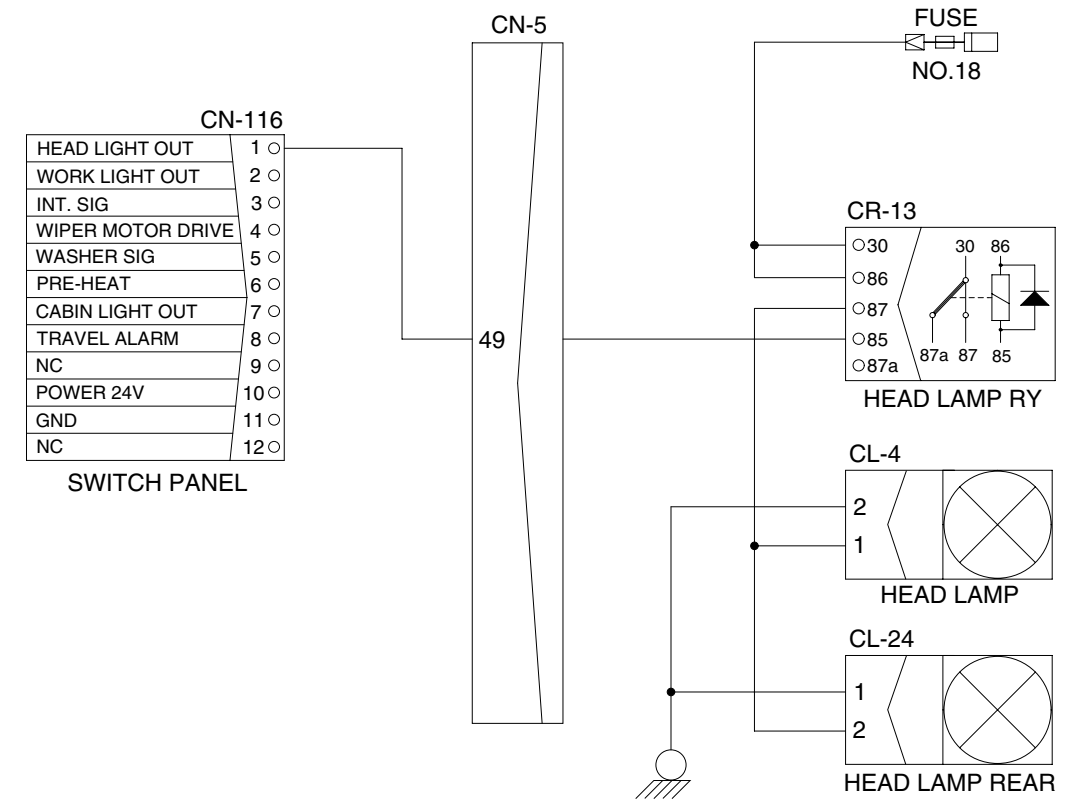 CN-5
FUSE
NO.18
CN-116
HEAD LIGHT OUT 1
WORK LIGHT OUT 2
INT. SIG 3
WIPER MOTOR DRIVE 4
WASHER SIG 5
PRE-HEAT 6
CABIN LIGHT OUT 7
TRAVEL ALARM 8
NC 9
POWER 24V 10
GND 11
NC 12
SWITCH PANEL
49
CR-13
30
86
87
85
87a
30 86
87a 87 85
HEAD LAMP RY
CL-4
2
1
HEAD LAMP
CL-24
1
2
HEAD LAMP REAR